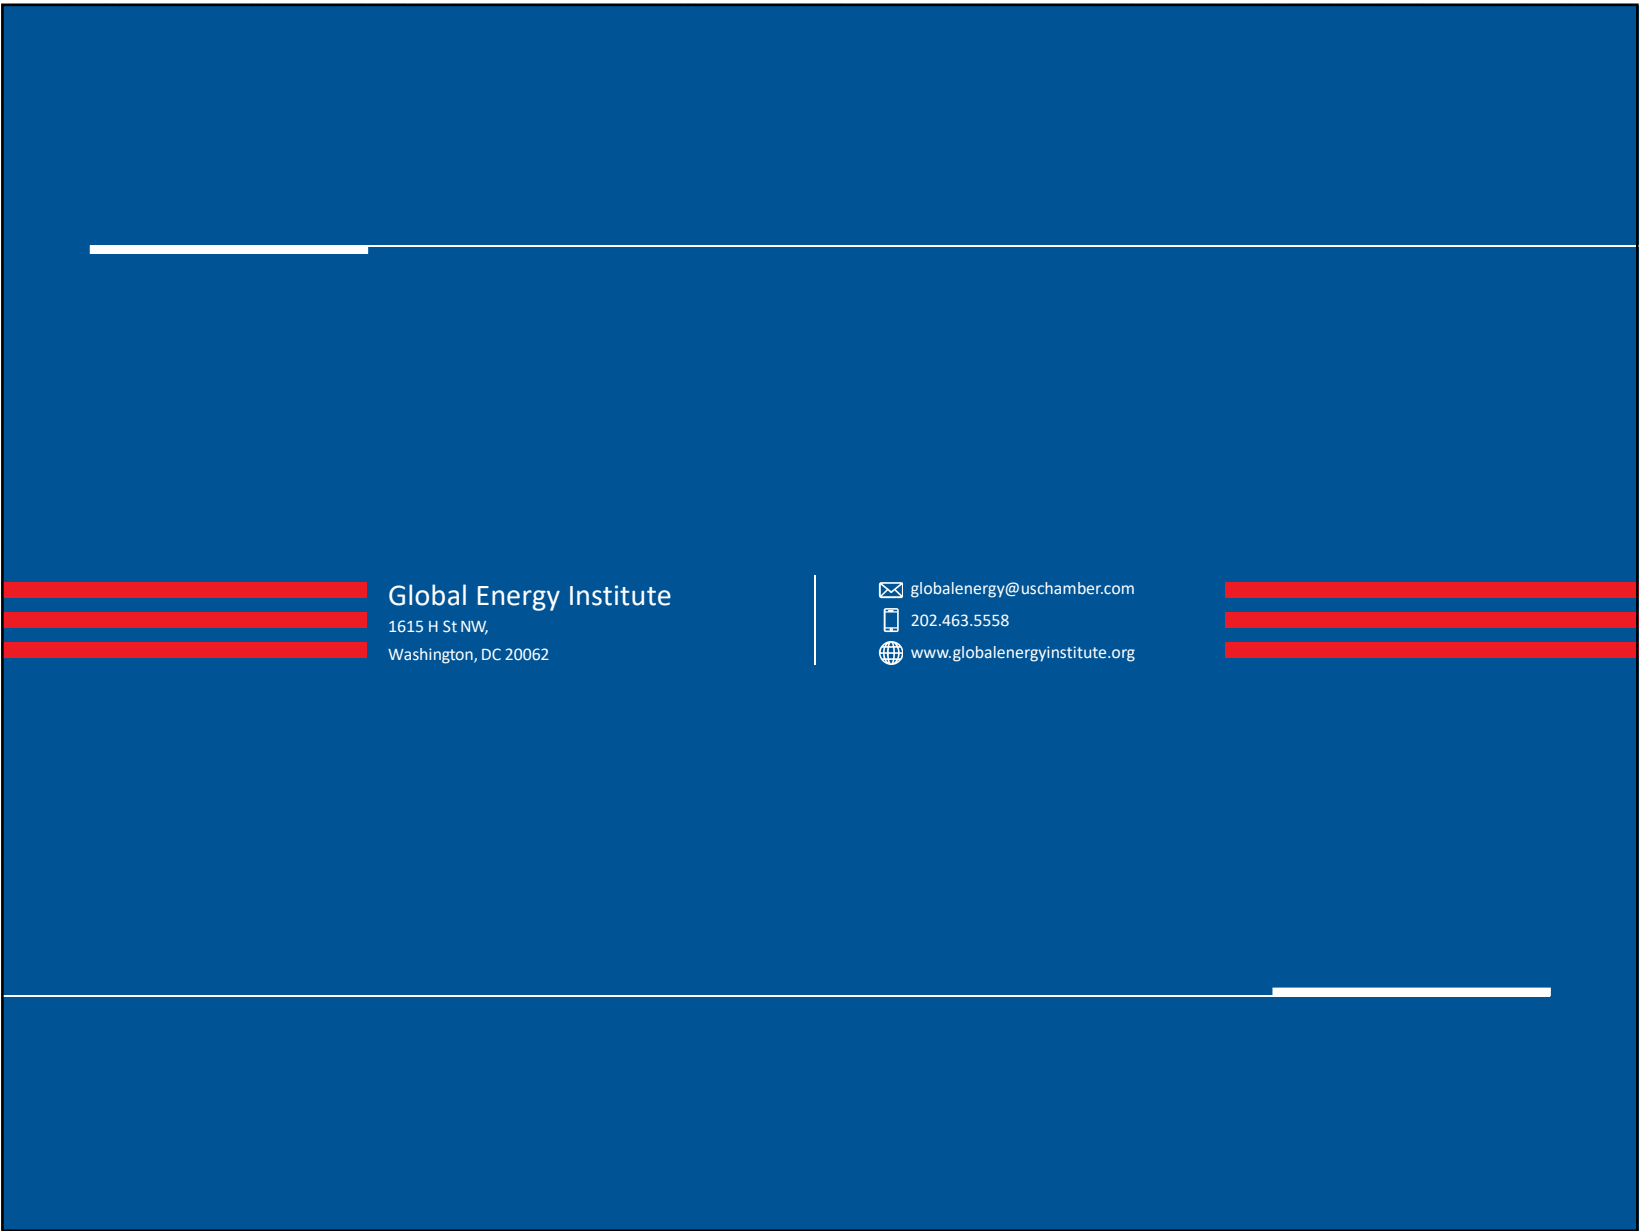 Global Energy Institute
1615 H St NW,
Washington, DC 20062
globalenergy@uschamber.com
202.463.5558
www.globalenergyinstitute.org